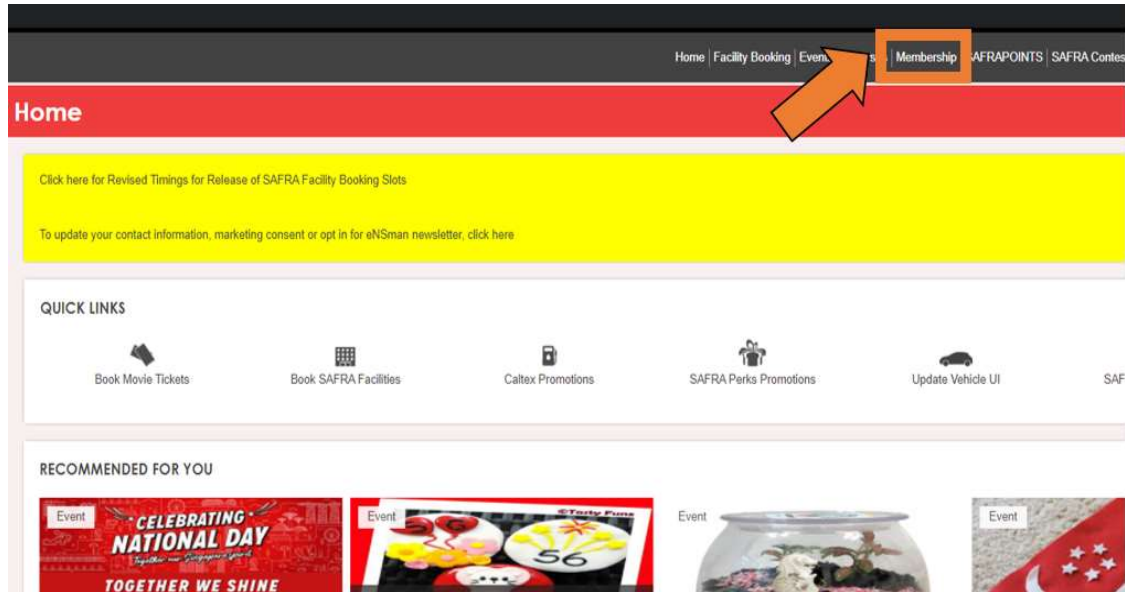 Home | Facility Booking | Even s | Membership AFRAPOINTS | SAFRA Contes
Home
Click here for Revised Timings for Release of SAFRA Facility Booking Slots
To update your contact information, marketing consent or opt in for eNSman newsletter, click here
QUICK LINKS
Book Movie Tickets
Book SAFRA Facilities
Caltex Promotions
SAFRA Perks Promotions
Update Vehicle UI
SAF
RECOMMENDED FOR YOU
Event
CELEBRATING
NATIONAL DAY
TOGETHER WE SHINE
Event
©Tarty Funs
56
Event
Event